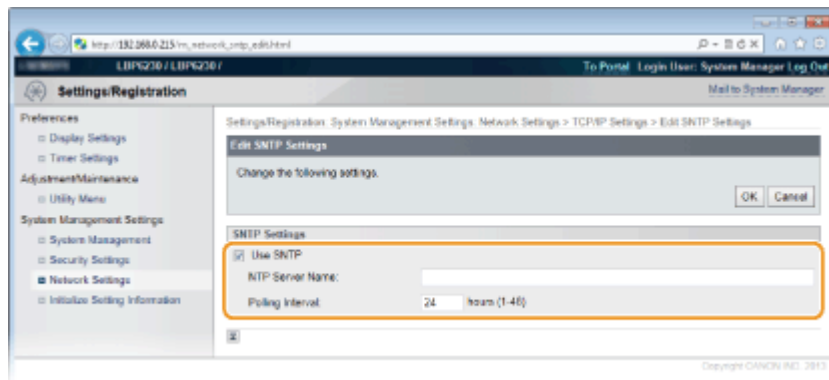 http://192.168.0.215/m_network_sntp_edit.html
LBP6230 / LBP6230 /
To Portal Login User: System Manager Log Out
Settings/Registration
Mail to System Manager
Preferences
Display Settings
Timer Settings
Adjustment/Maintenance
Utility Menu
System Management Settings
System Management
Security Settings
Network Settings
Initialize Setting Information
Settings/Registration: System Management Settings: Network Settings > TCP/IP Settings > Edit SNTP Settings
Edit SNTP Settings
Change the following settings.
OK Cancel
SNTP Settings
Use SNTP
NTP Server Name:
Polling Interval: 24 hours (1-48)
Copyright CANON INC. 2013